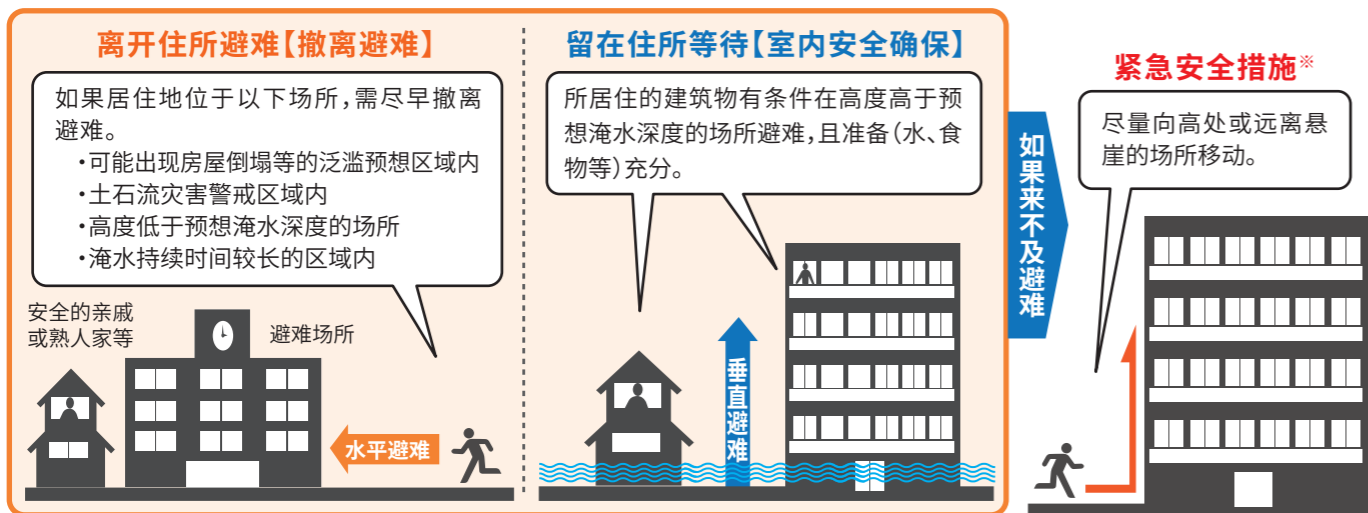 离开住所避难【撤离避难】
如果居住地位于以下场所,需尽早撤离
避难。
・可能出现房屋倒塌等的泛滥预想区域内
・土石流灾害警戒区域内
・高度低于预想淹水深度的场所
・淹水持续时间较长的区域内
安全的亲戚
或熟人家等
避难场所
水平避难
留在住所等待【室内安全确保】
所居住的建筑物有条件在高度高于预
想淹水深度的场所避难,且准备(水、食
物等)充分。
垂直避难
如果来不及避难
紧急安全措施※
尽量向高处或远离悬
崖的场所移动。